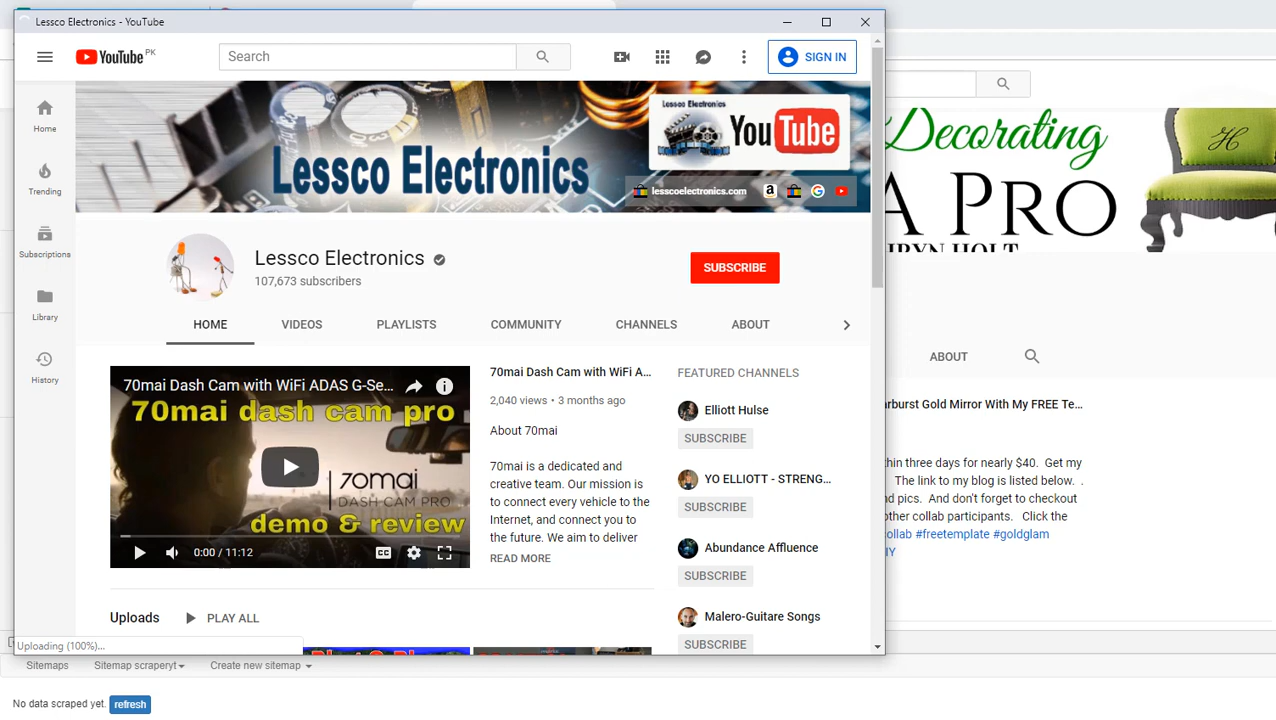 Lessco Electronics - YouTube
YouTube PK
Search
SIGN IN
Home
Trending
Subscriptions
Library
History
Lessco Electronics
YouTube
Lessco Electronics
lesscoelectronics.com
Lessco Electronics
107,673 subscribers
SUBSCRIBE
HOME VIDEOS PLAYLISTS COMMUNITY CHANNELS ABOUT
70mai Dash Cam with WiFi ADAS G-Se...
70mai dash cam pro
70mai
DASH CAM PRO
demo & review
0:00 / 11:12
CC
70mai Dash Cam with WiFi A...
2,040 views • 3 months ago
About 70mai
70mai is a dedicated and
creative team. Our mission is
to connect every vehicle to the
Internet, and connect you to
the future. We aim to deliver
READ MORE
FEATURED CHANNELS
Elliott Hulse
SUBSCRIBE
YO ELLIOTT - STRENG...
SUBSCRIBE
Abundance Affluence
SUBSCRIBE
Malero-Guitare Songs
SUBSCRIBE
Uploads PLAY ALL
Uploading (100%)...
Decorating
A PRO
H
ABOUT
arburst Gold Mirror With My FREE Te...
thin three days for nearly $40. Get my
The link to my blog is listed below. .
nd pics. And don't forget to checkout
other collab participants. Click the
collab #freetemplate #goldglam
IY
Sitemaps Sitemap scraperyt Create new sitemap
No data scraped yet. refresh